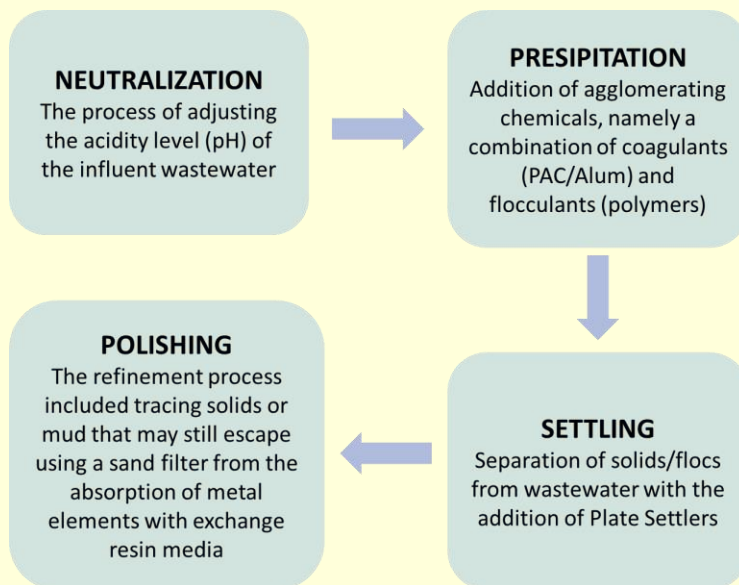 NEUTRALIZATION
The process of adjusting
the acidity level (pH) of
the influent wastewater
PRESIPITATION
Addition of agglomerating
chemicals, namely a
combination of coagulants
(PAC/Alum) and
flocculants (polymers)
SETTLING
Separation of solids/flocs
from wastewater with the
addition of Plate Settlers
POLISHING
The refinement process
included tracing solids or
mud that may still escape
using a sand filter from the
absorption of metal
elements with exchange
resin media